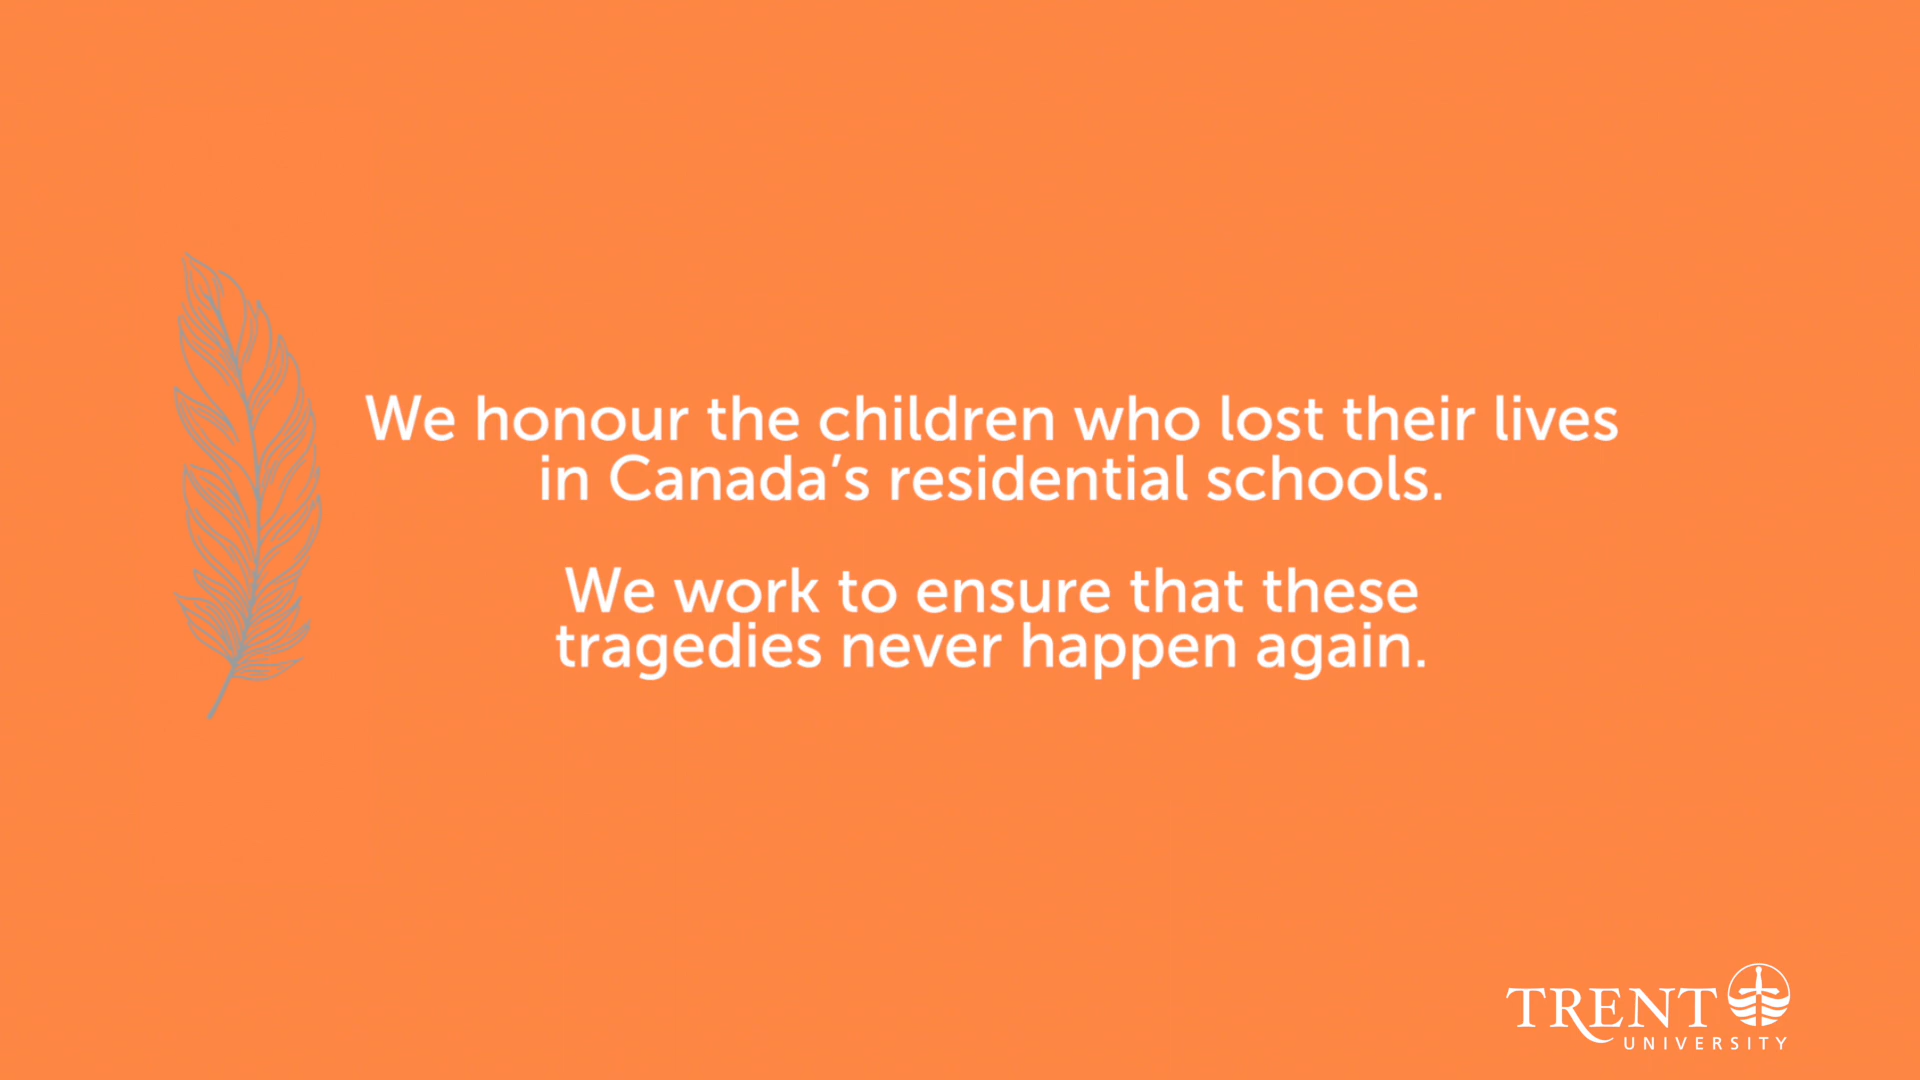 We honour the children who lost their lives
in Canada’s residential schools.
We work to ensure that these
tragedies never happen again.
TRENT
UNIVERSITY